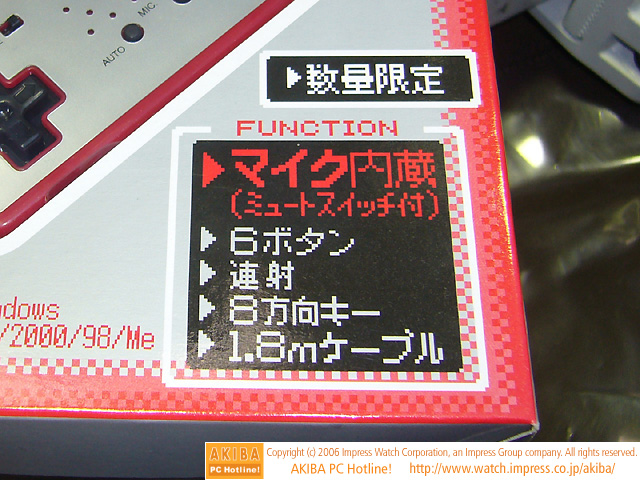 MIC
AUTO
▶数量限定
FUNCTION
▶マイク内蔵
(ミュートスイッチ付)
▶6ボタン
▶連射
▶8方向キー
▶1.8mケーブル
ndows
/2000/98/Me
AKIBA
PC Hotline!
Copyright (c) 2006 Impress Watch Corporation, an Impress Group company. All rights reserved.
AKIBA PC Hotline! http://www.watch.impress.co.jp/akiba/